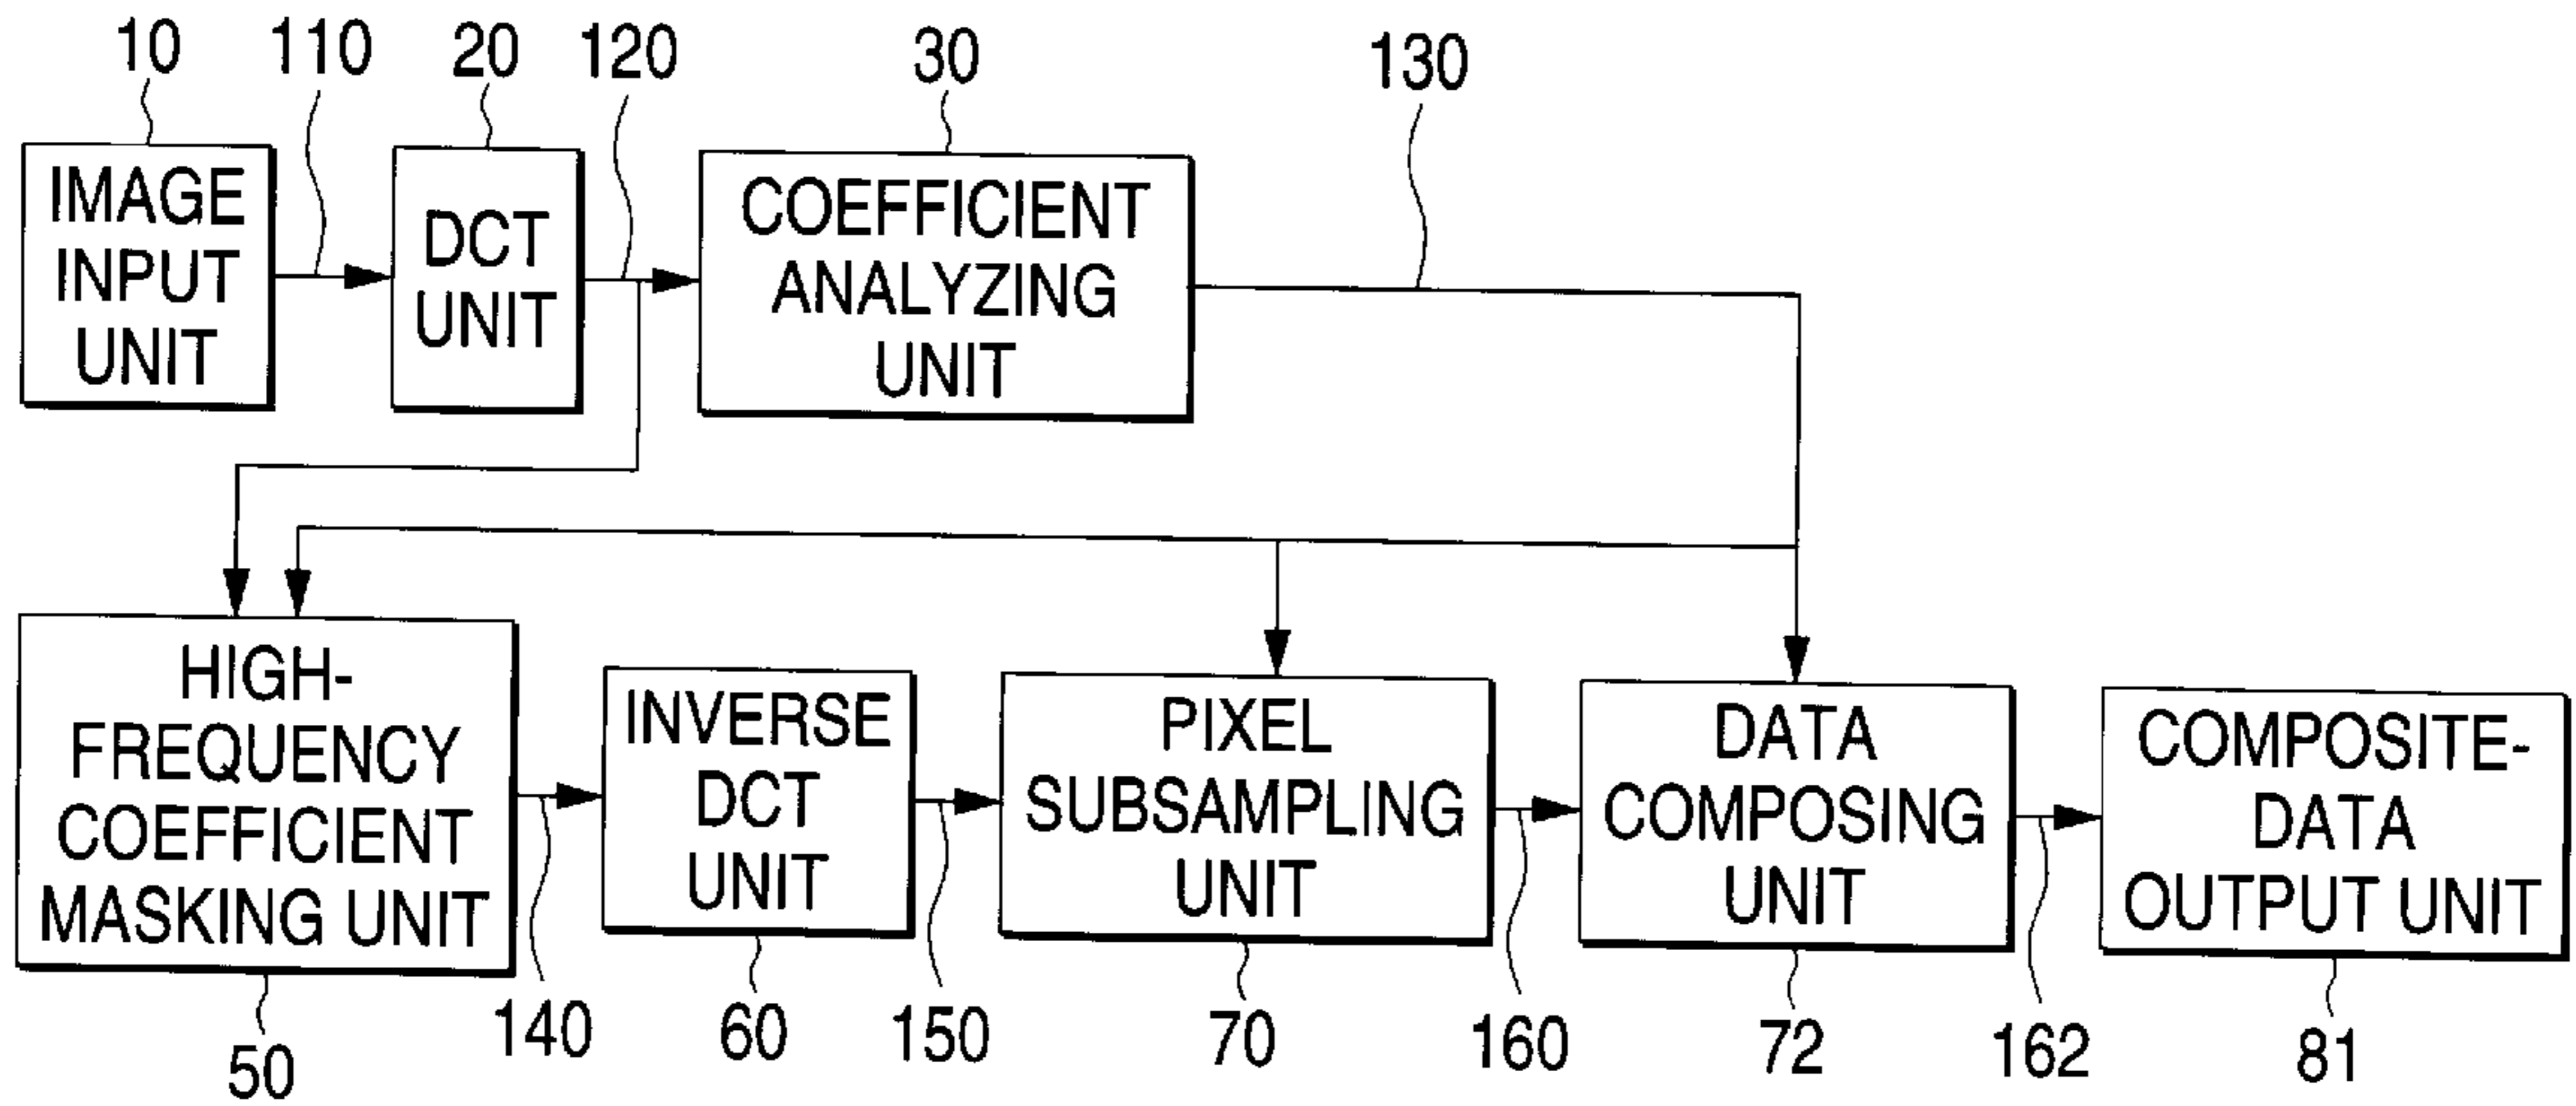 10 110 20 120 30 130
IMAGE
INPUT
UNIT
DCT
UNIT
COEFFICIENT
ANALYZING
UNIT
HIGH-
FREQUENCY
COEFFICIENT
MASKING UNIT
INVERSE
DCT
UNIT
PIXEL
SUBSAMPLING
UNIT
DATA
COMPOSING
UNIT
COMPOSITE-
DATA
OUTPUT UNIT
50 140 60 150 70 160 72 162 81